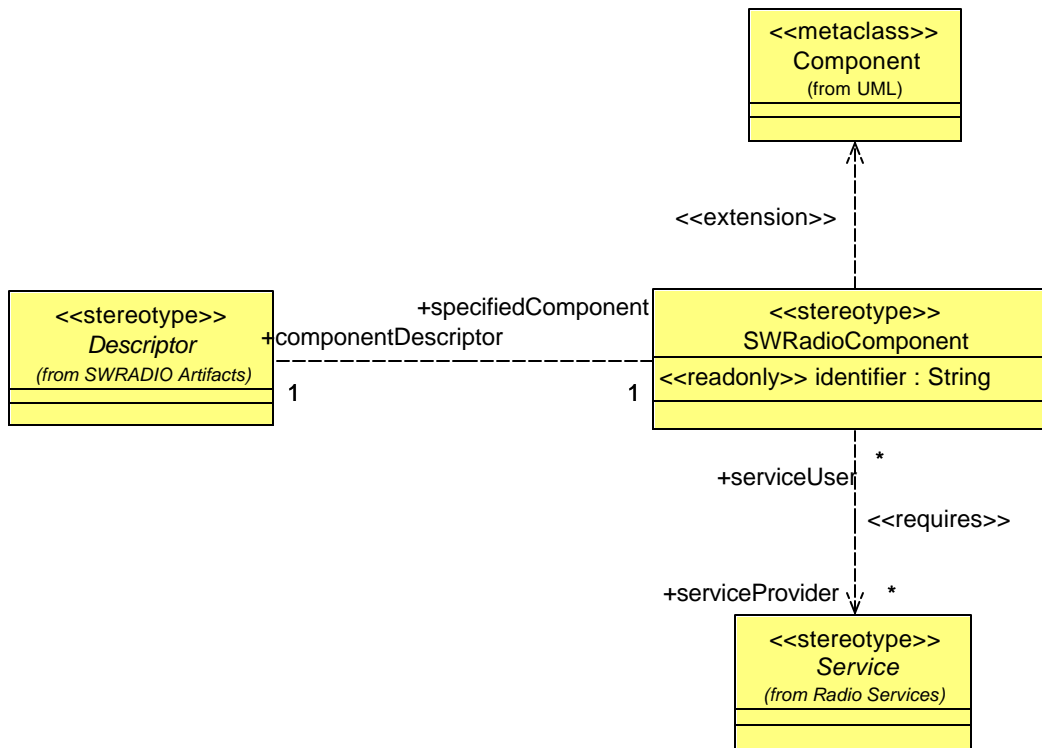 <<metaclass>>
Component
(from UML)
<<extension>>
<<stereotype>>
Descriptor
(from SWRADIO Artifacts)
+specifiedComponent
+componentDescriptor
1
1
<<stereotype>>
SWRadioComponent
<<readonly>> identifier : String
*
+serviceUser
<<requires>>
+serviceProvider
*
<<stereotype>>
Service
(from Radio Services)